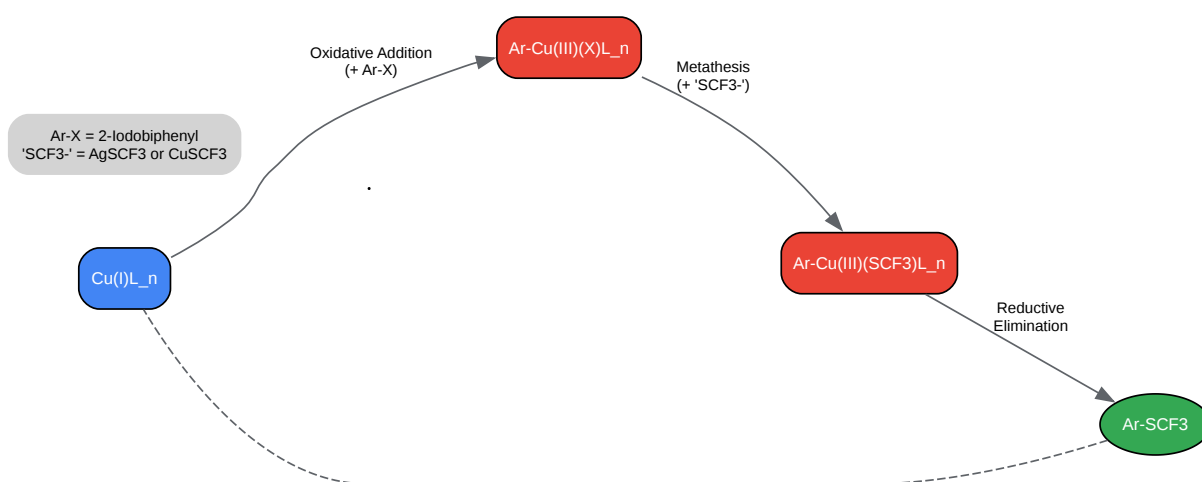 Ar-Cu(III)(X)L_n
Oxidative Addition
(+ Ar-X)
Metathesis
(+ 'SCF3-')
Ar-X = 2-Iodobiphenyl
'SCF3-' = AgSCF3 or CuSCF3
Cu(I)L_n
Ar-Cu(III)(SCF3)L_n
Reductive
Elimination
Ar-SCF3